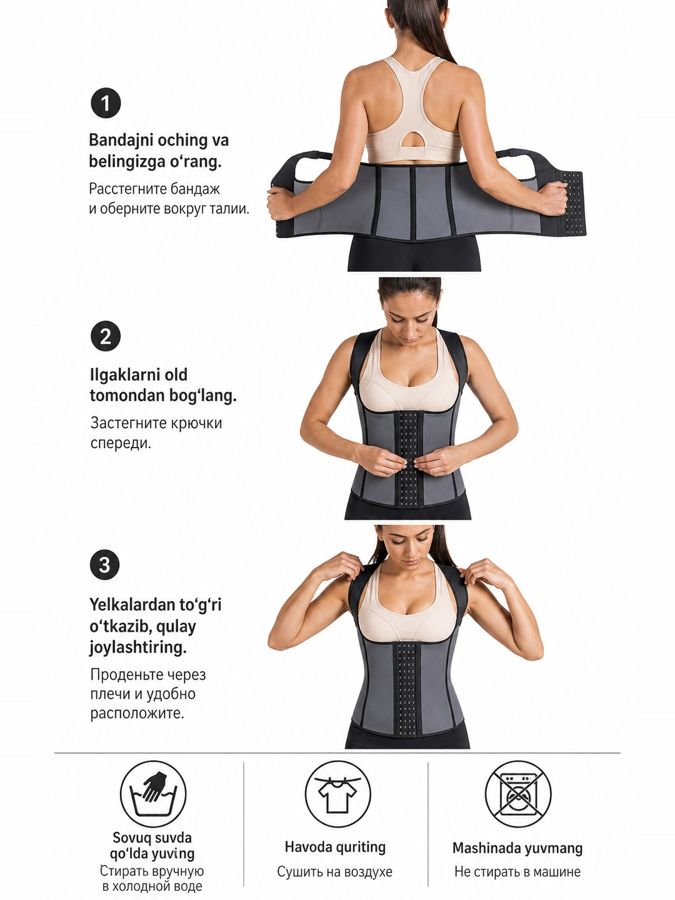 1
Bandajni oching va
belingizga o‘rang.
Расстегните бандаж
и оберните вокруг талии.
2
Ilgaklarni old
tomondan bog‘lang.
Застегните крючки
спереди.
3
Yelkalardan to‘g‘ri
o‘tkazib, qulay
joylashtiring.
Проденьте через
плечи и удобно
расположите.
Sovuq suvda
qo‘lda yuving
Стирать вручную
в холодной воде
Havoda quriting
Сушить на воздухе
Mashinada yuvmang
Не стирать в машине